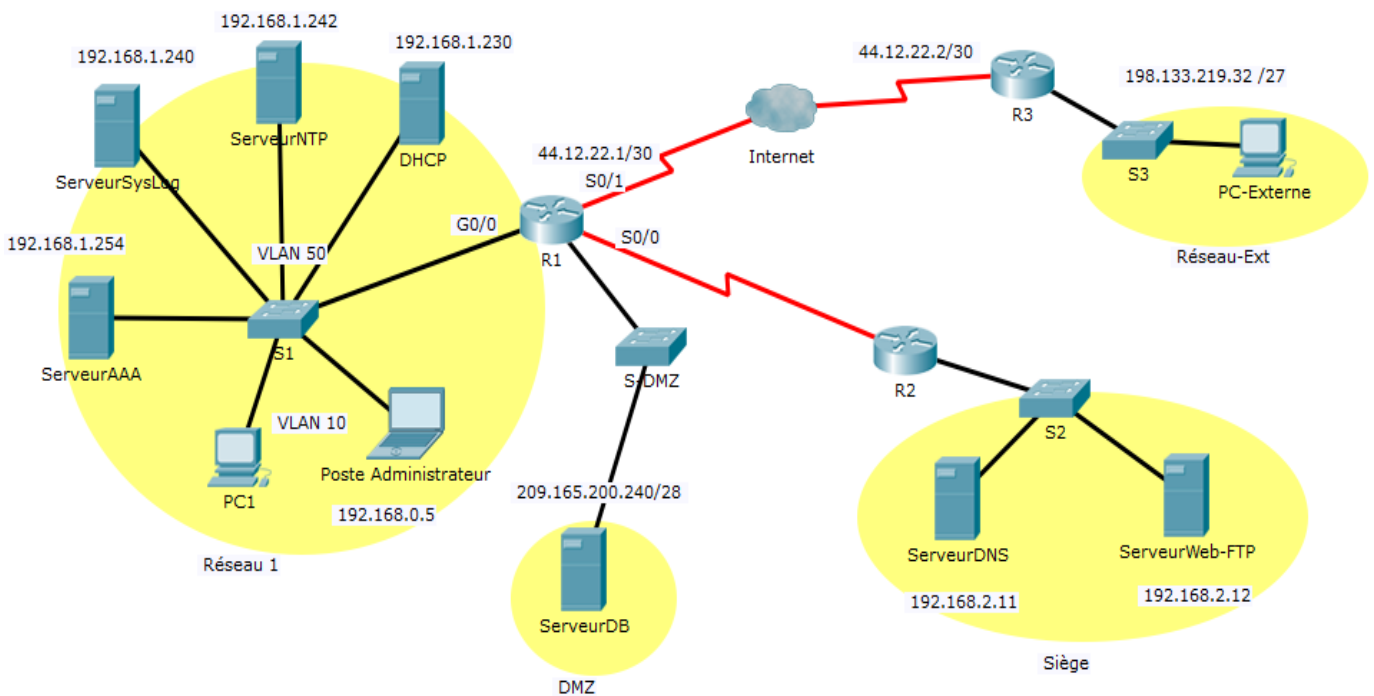 192.168.1.242
192.168.1.240
192.168.1.230
ServeurNTP
DHCP
ServeurSysLog
192.168.1.254
VLAN 50
G0/0
S1
ServeurAAA
VLAN 10
PC1
Poste Administrateur
192.168.0.5
Réseau 1
44.12.22.1/30
S0/1
S0/0
R1
Internet
44.12.22.2/30
R3
198.133.219.32 /27
S3
PC-Externe
Réseau-Ext
S-DMZ
209.165.200.240/28
ServeurDB
DMZ
R2
S2
ServeurDNS
ServeurWeb-FTP
192.168.2.11
192.168.2.12
Siège